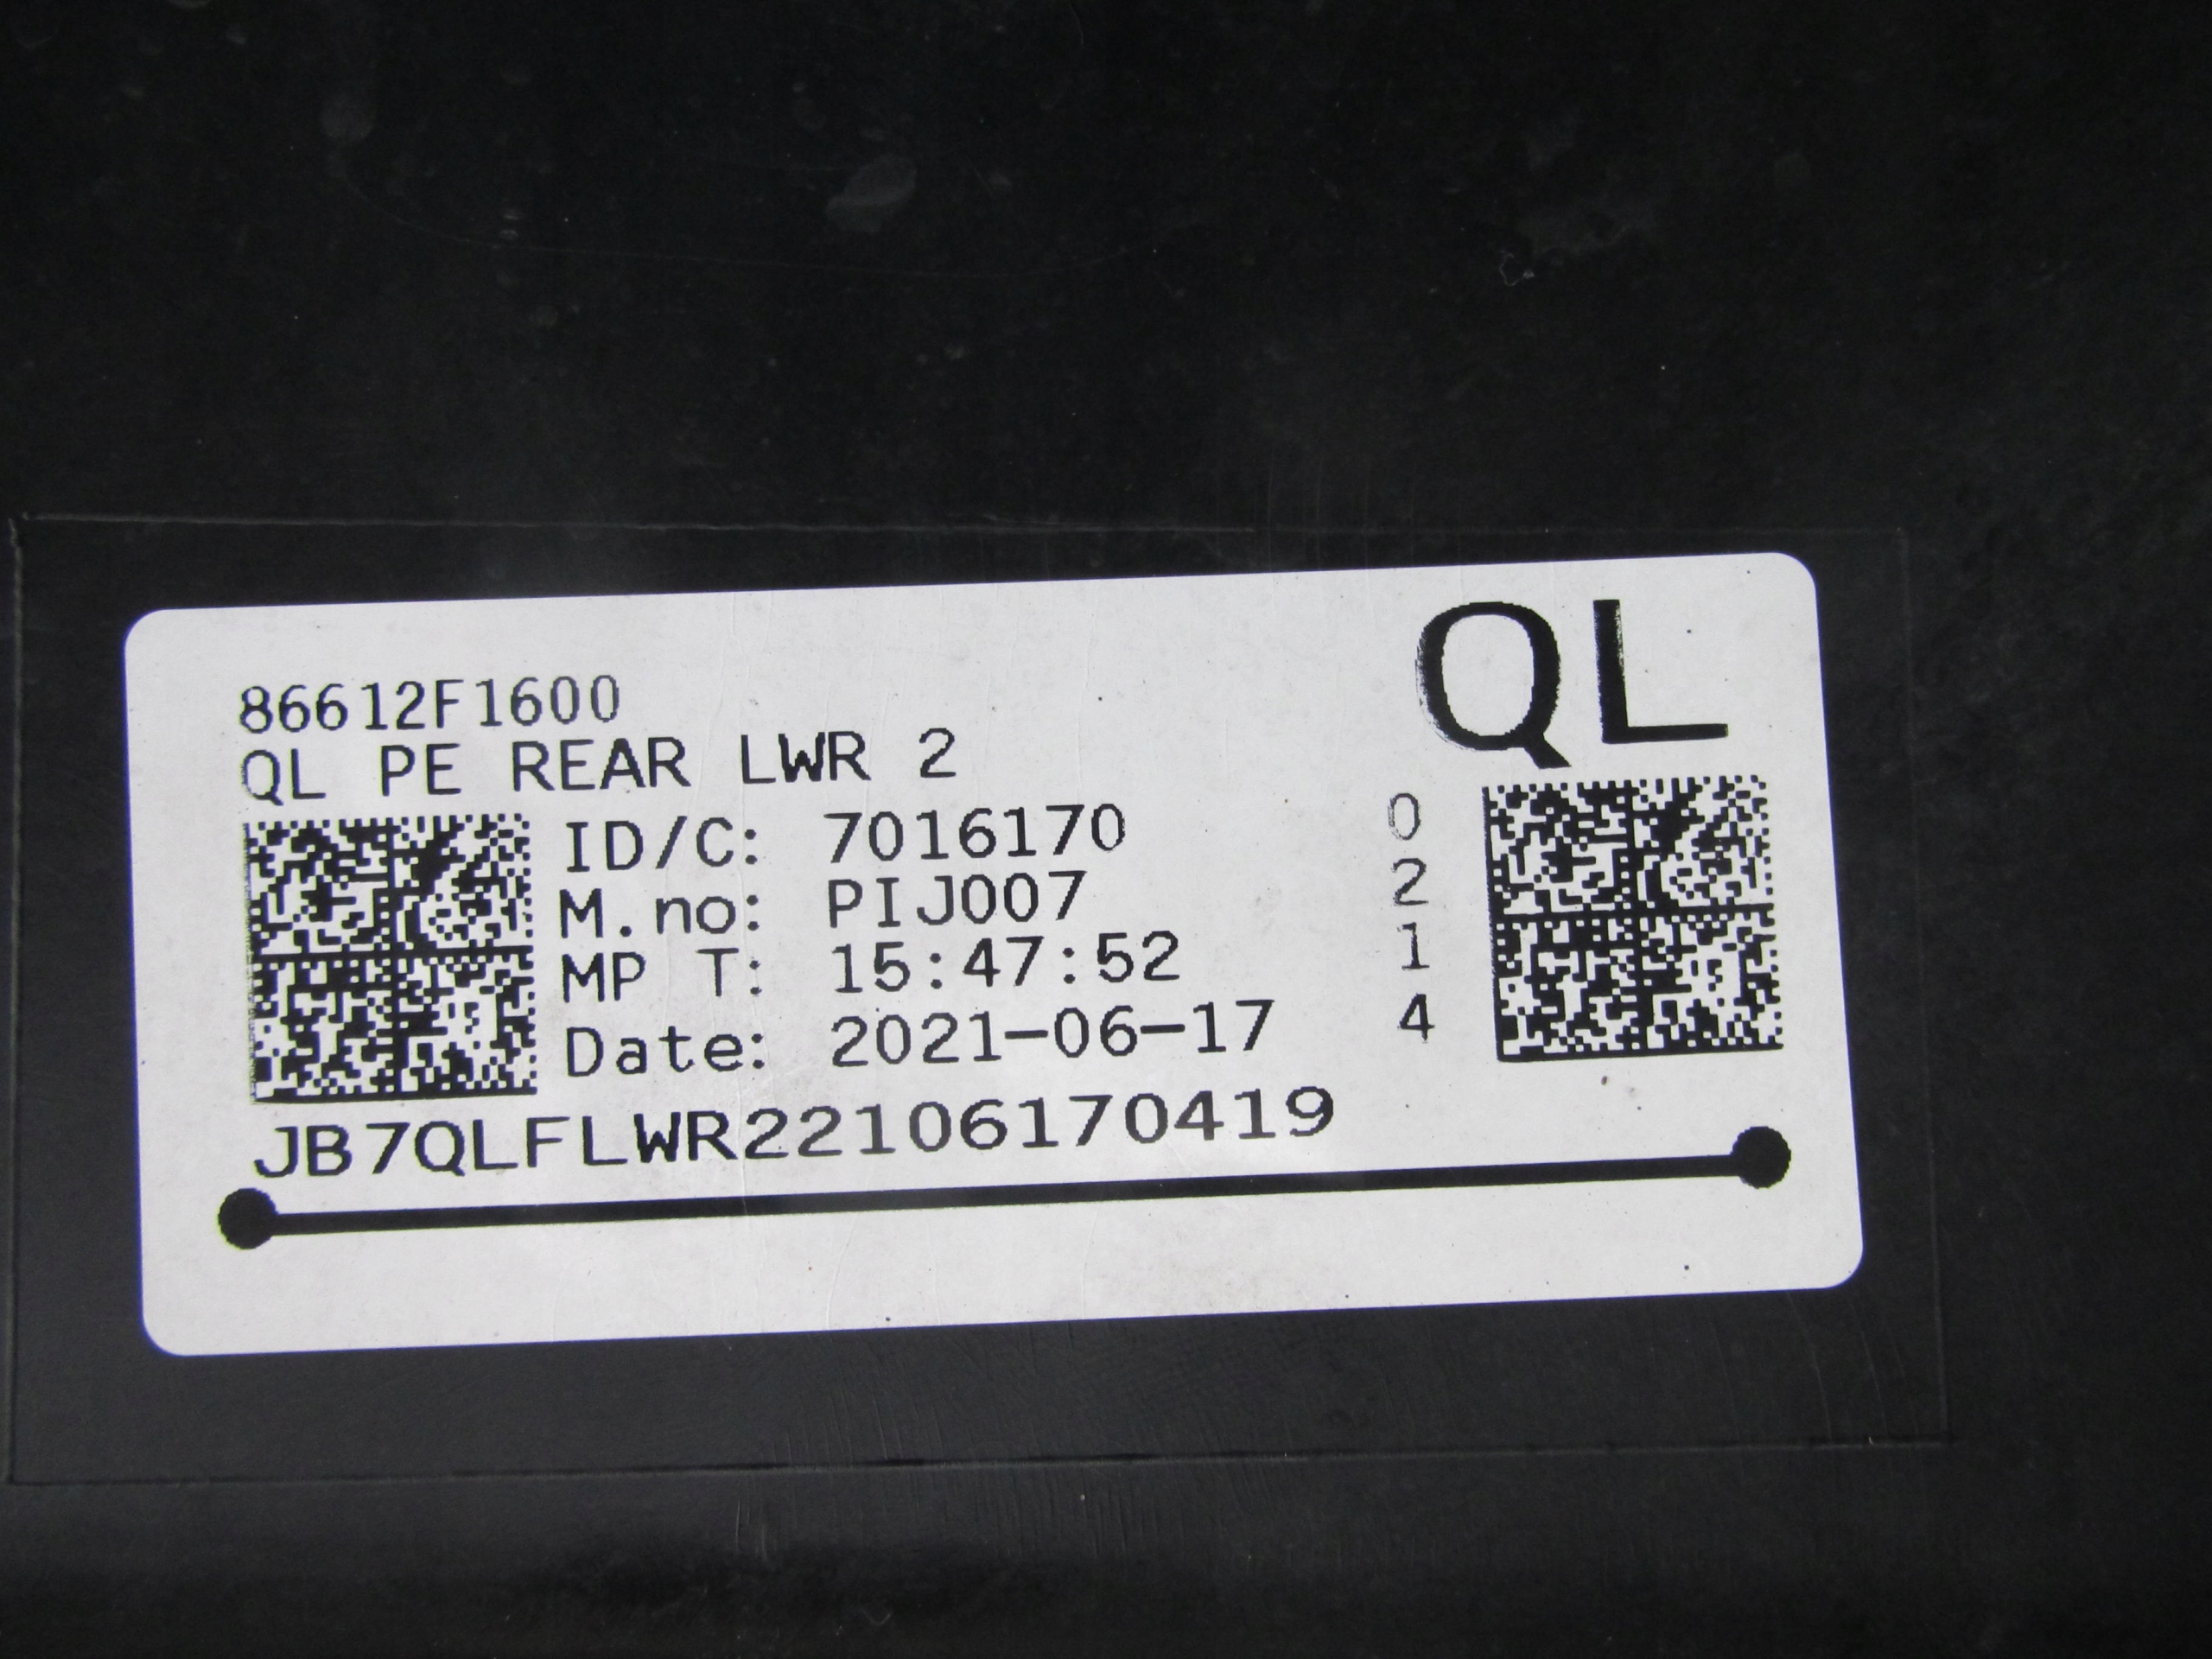 QL
86612F1600
QL PE REAR LWR 2
ID/C: 7016170
M.no: PIJ007
MP T: 15:47:52
Date: 2021-06-17
0
2
1
4
JB7QLFLWR22106170419